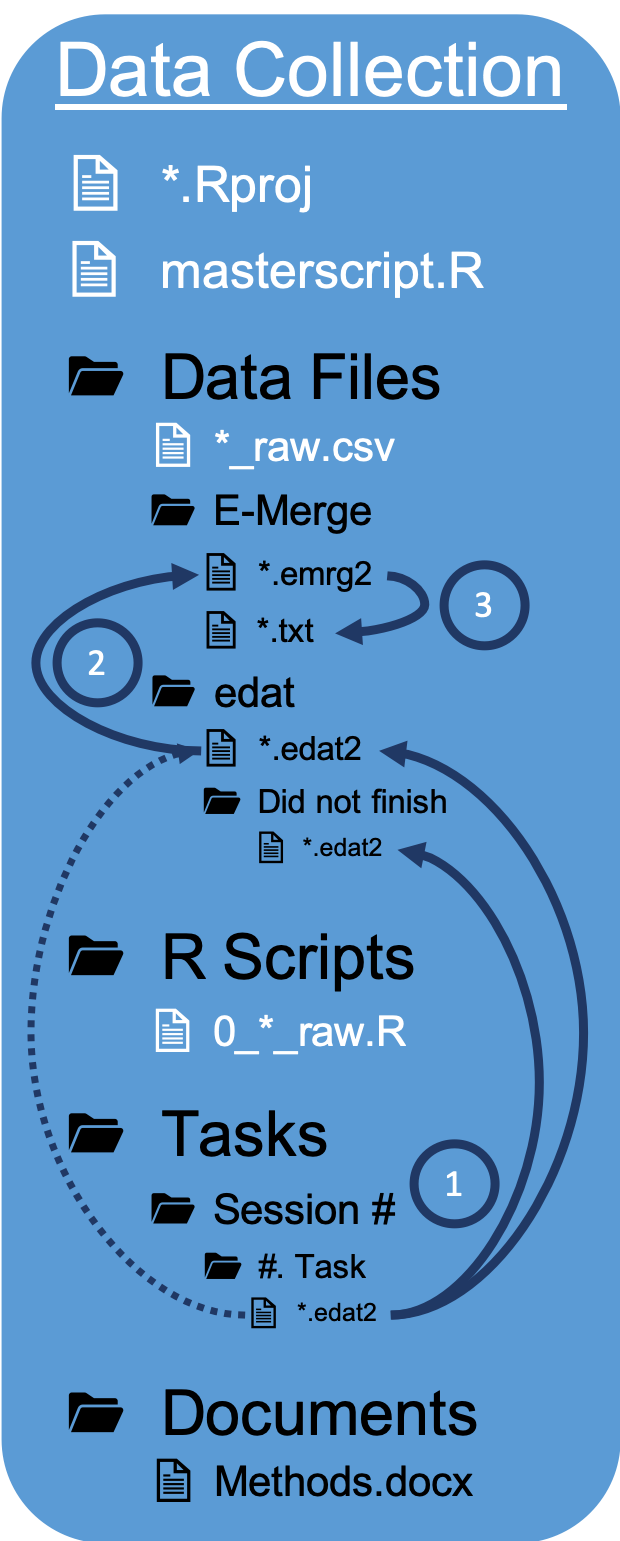 Data Collection
*.Rproj
masterscript.R
Data Files
*_raw.csv
E-Merge
*.emrg2
3
*.txt
2
edat
*.edat2
Did not finish
*.edat2
R Scripts
0_*_raw.R
Tasks
1
Session #
#. Task
*.edat2
Documents
Methods.docx